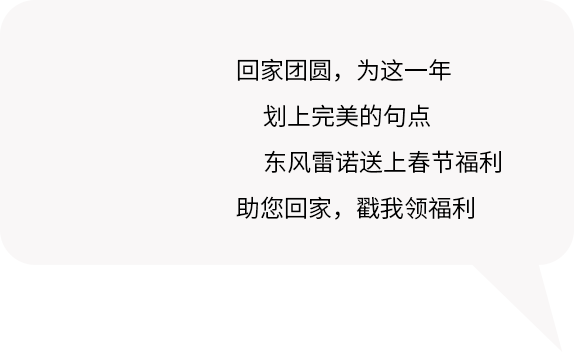 回家团圆，为这一年
划上完美的句点
东风雷诺送上春节福利
助您回家，戳我领福利